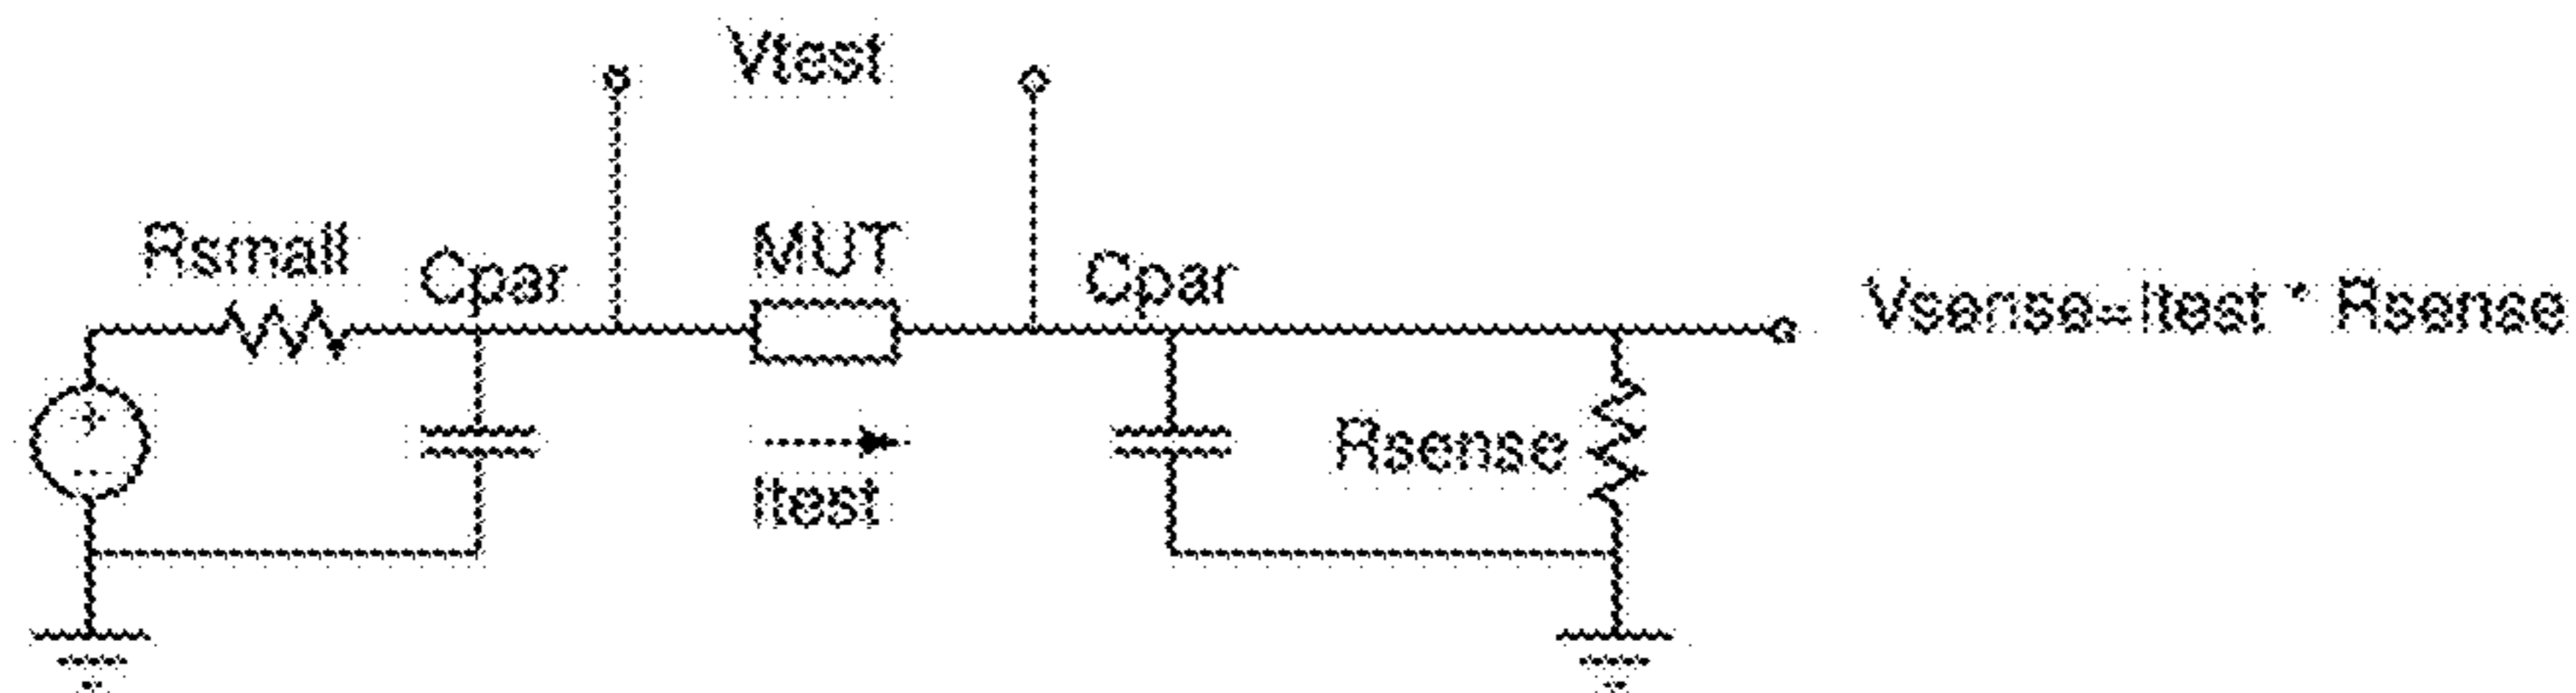 Vtest
Rsmall
Cpar
MUT
Cpar
Vsense=Itest * Rsense
+
-
Itest
Rsense